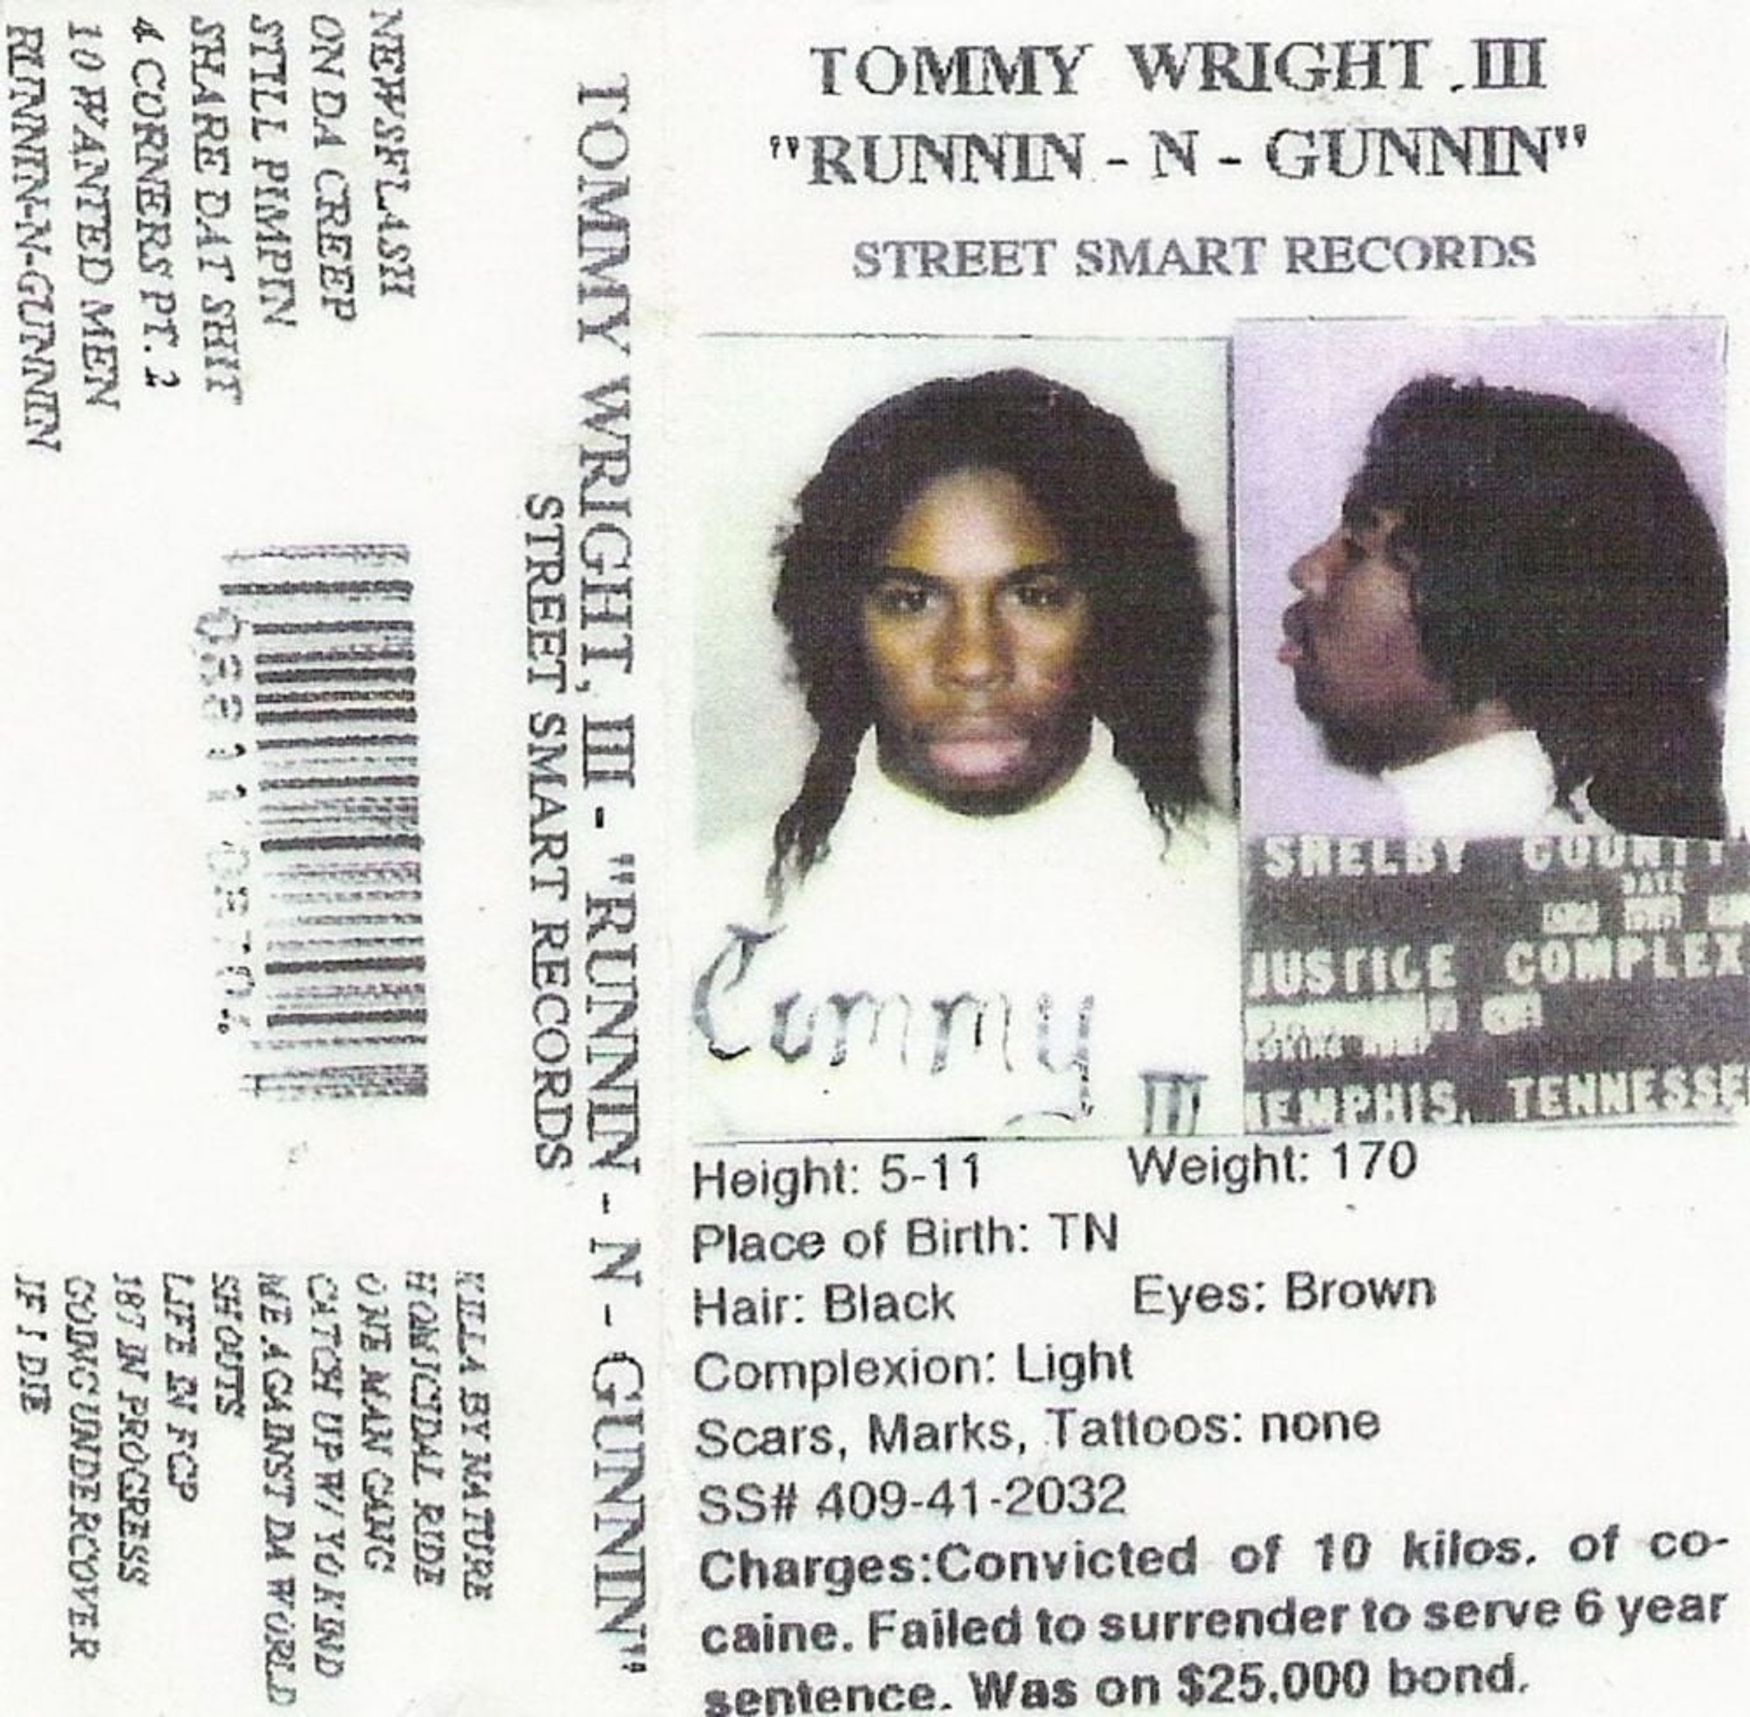 NEWSFLASH
ON DA CREEP
STILL PIMPIN
SHARE DAT SHIT
4 CORNERS PT. 2
10 WANTED MEN
RUNNIN-N-GUNNIN
KILLA BY NATURE
HOMICIDAL RIDE
ONE MAN GANG
CATCH UP W/ YO KIND
ME AGAINST DA WORLD
SHOUTS
LIFE IN FCP
187 IN PROGRESS
GOING UNDERCOVER
IF I DIE
TOMMY WRIGHT, III - "RUNNIN - N - GUNNIN"
STREET SMART RECORDS
TOMMY WRIGHT .III
"RUNNIN - N - GUNNIN"
STREET SMART RECORDS
Tommy
III
SHELBY COUNTY
DATE
JUSTICE COMPLEX
MEMPHIS, TENNESSE
Height: 5-11 Weight: 170
Place of Birth: TN
Hair: Black Eyes: Brown
Complexion: Light
Scars, Marks, Tattoos: none
SS# 409-41-2032
Charges:Convicted of 10 kilos. of co-
caine. Failed to surrender to serve 6 year
sentence. Was on $25,000 bond.